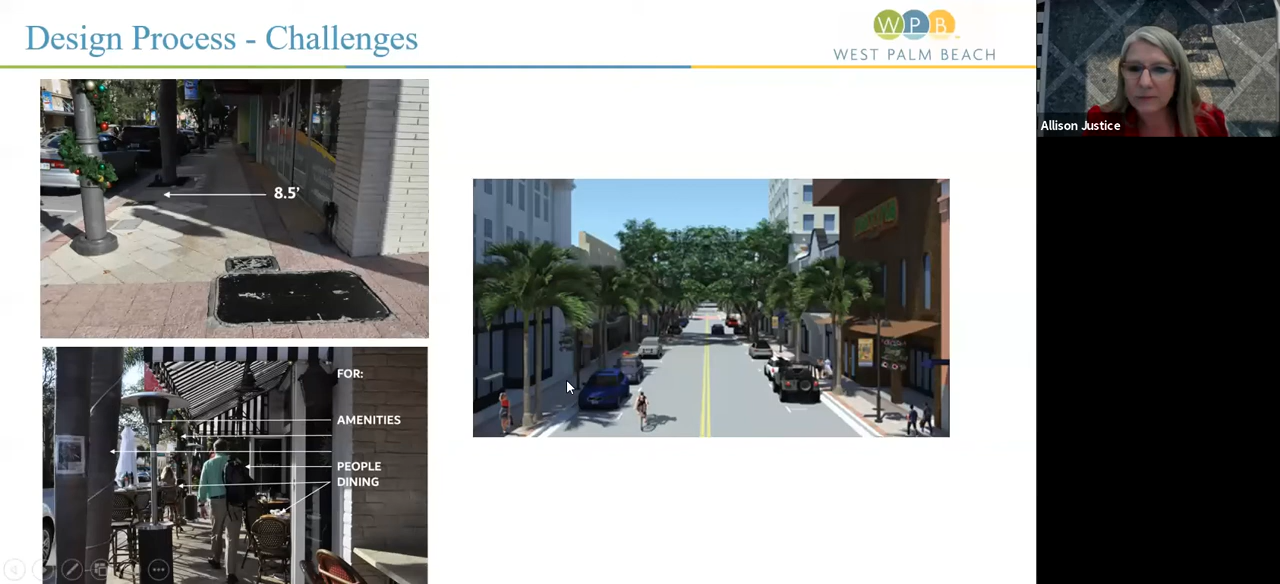 Design Process - Challenges
WPB
WEST PALM BEACH
Allison Justice
8.5'
FOR:
AMENITIES
PEOPLE
DINING